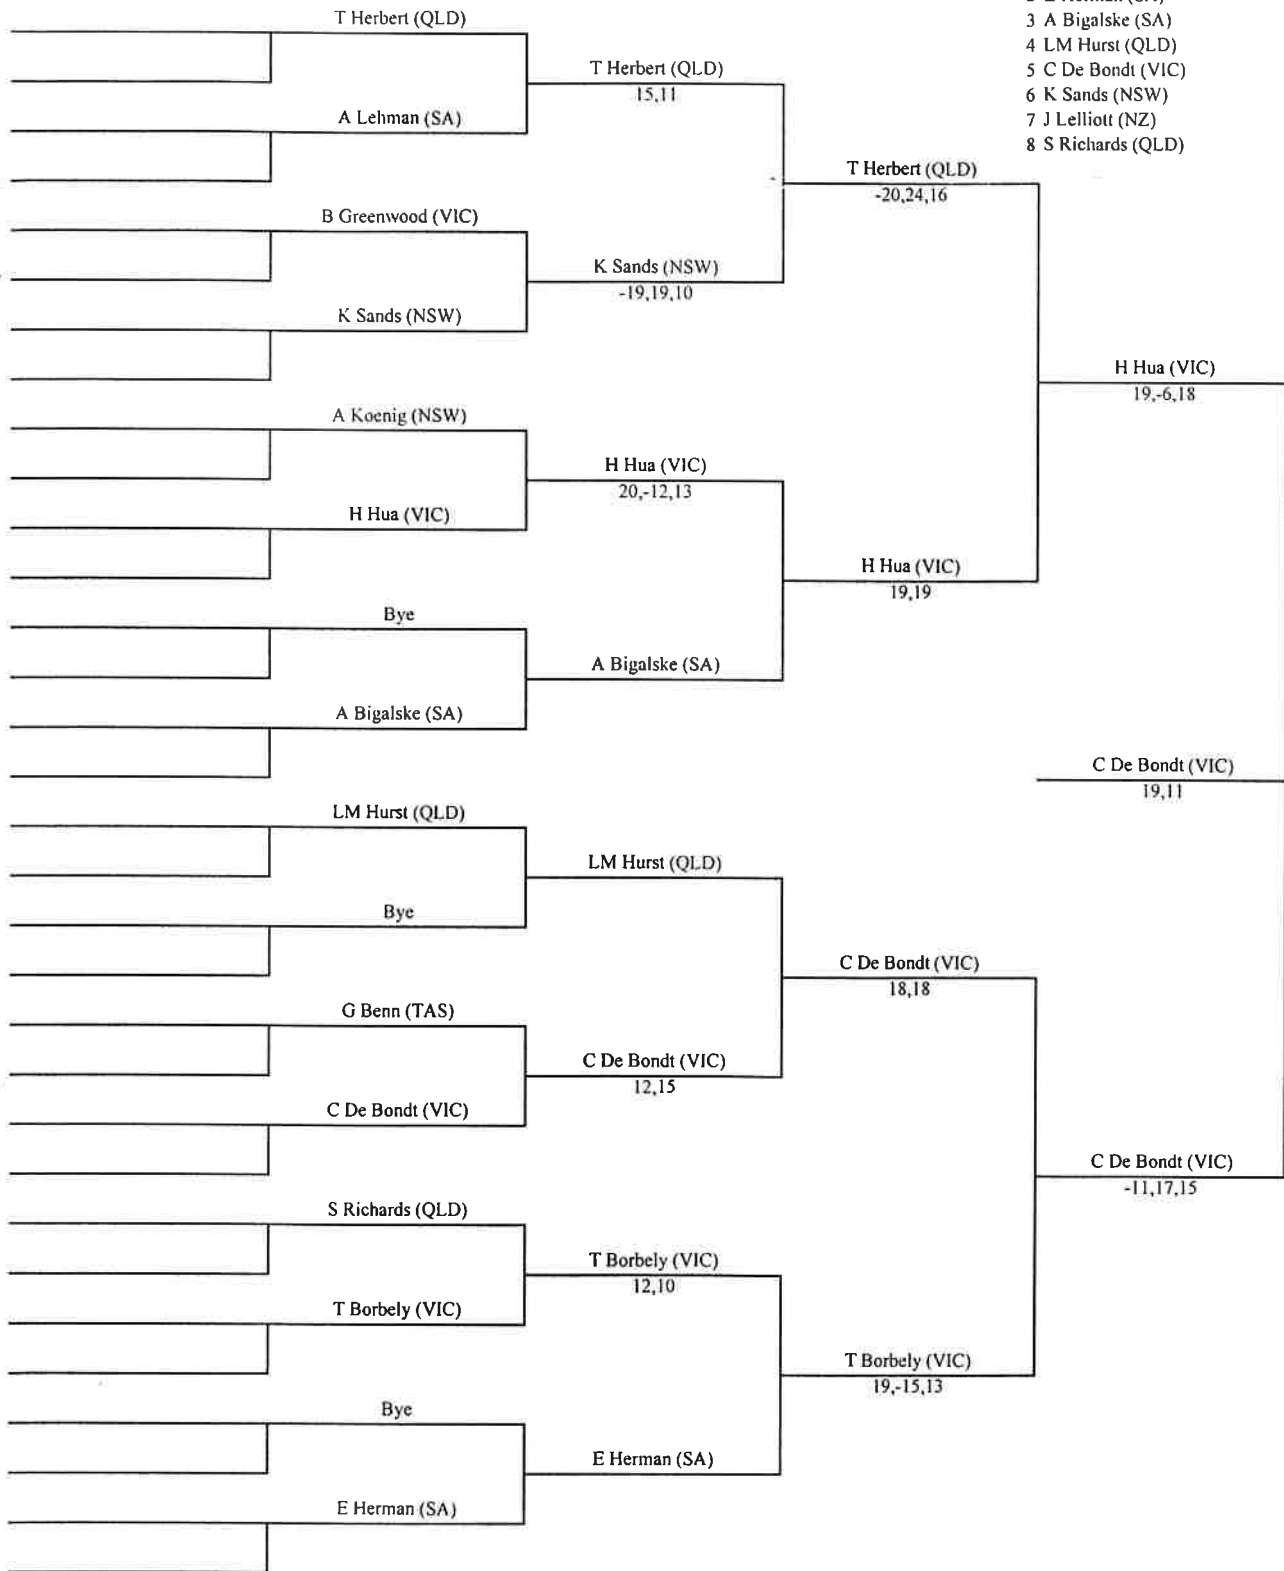 3 A Bigalske (SA)
4 LM Hurst (QLD)
5 C De Bondt (VIC)
6 K Sands (NSW)
7 J Lelliott (NZ)
8 S Richards (QLD)
T Herbert (QLD)
A Lehman (SA)
B Greenwood (VIC)
K Sands (NSW)
A Koenig (NSW)
H Hua (VIC)
Bye
A Bigalske (SA)
LM Hurst (QLD)
Bye
G Benn (TAS)
C De Bondt (VIC)
S Richards (QLD)
T Borbely (VIC)
Bye
E Herman (SA)
T Herbert (QLD)
15,11
K Sands (NSW)
-19,19,10
H Hua (VIC)
20,-12,13
A Bigalske (SA)
LM Hurst (QLD)
C De Bondt (VIC)
12,15
T Borbely (VIC)
12,10
E Herman (SA)
T Herbert (QLD)
-20,24,16
H Hua (VIC)
19,19
C De Bondt (VIC)
18,18
T Borbely (VIC)
19,-15,13
H Hua (VIC)
19,-6,18
C De Bondt (VIC)
19,11
C De Bondt (VIC)
-11,17,15